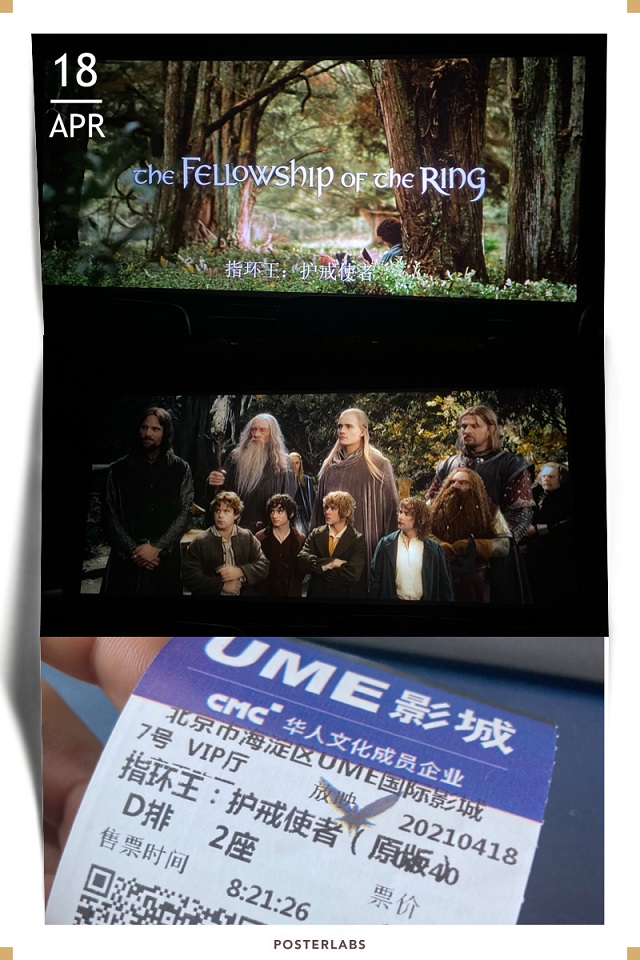 18
APR
the Fellowship of the Ring
指环王：护戒使者
UME影城
CMC 华人文化成员企业
北京市海淀区UME国际影城
7号 VIP厅
放映
20210418
指环王：护戒使者（原版）
40
D排 2座
售票时间
8:21:26
票价
POSTERLABS